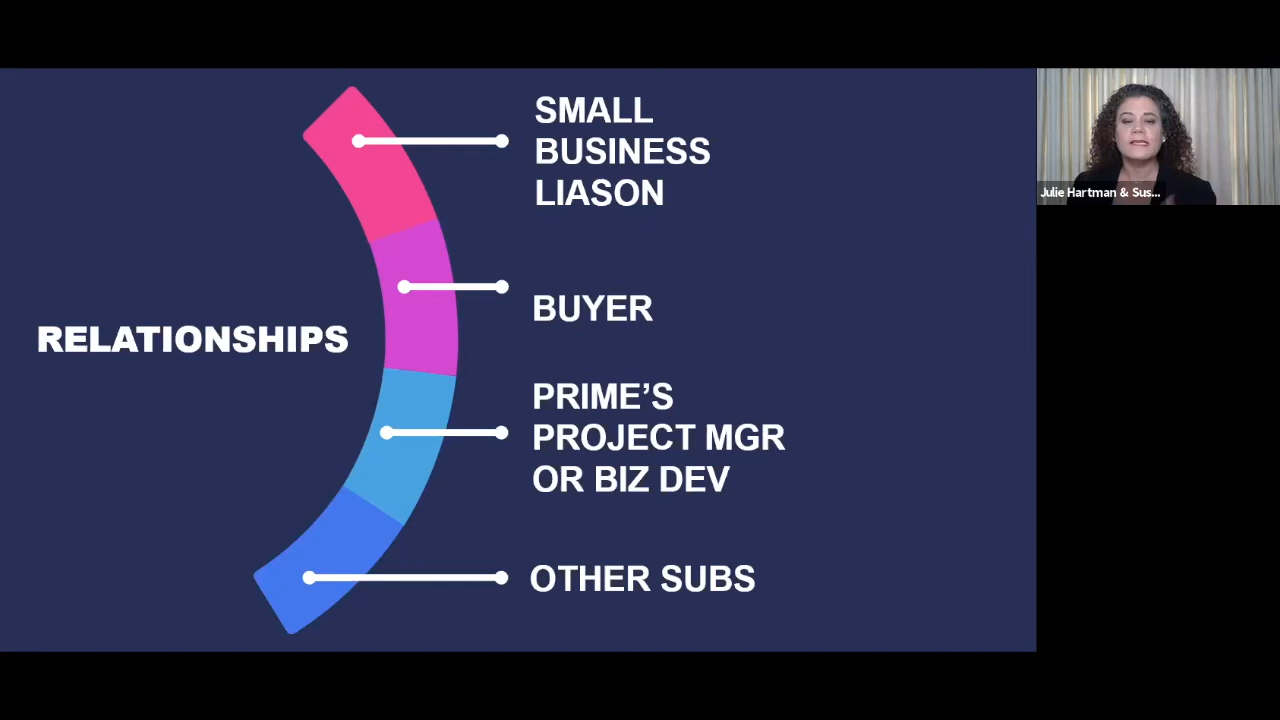 SMALL
BUSINESS
LIASON
BUYER
RELATIONSHIPS
PRIME’S
PROJECT MGR
OR BIZ DEV
OTHER SUBS
Julie Hartman & Sus...